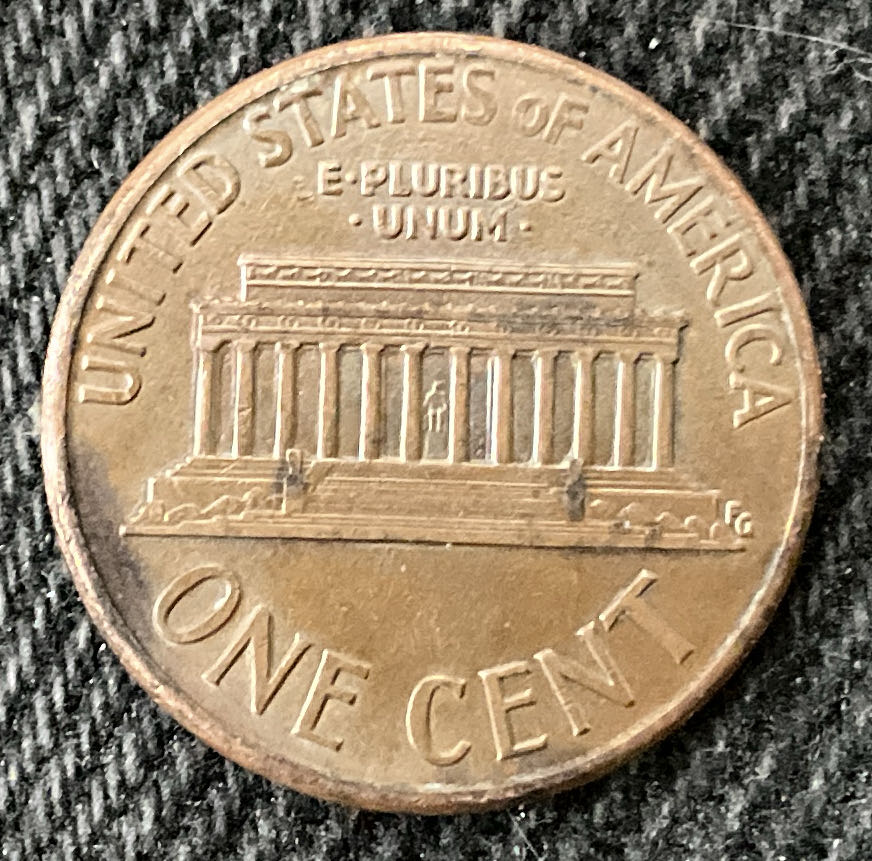 UNITED STATES OF AMERICA
E·PLURIBUS
·UNUM·
FG
ONE CENT